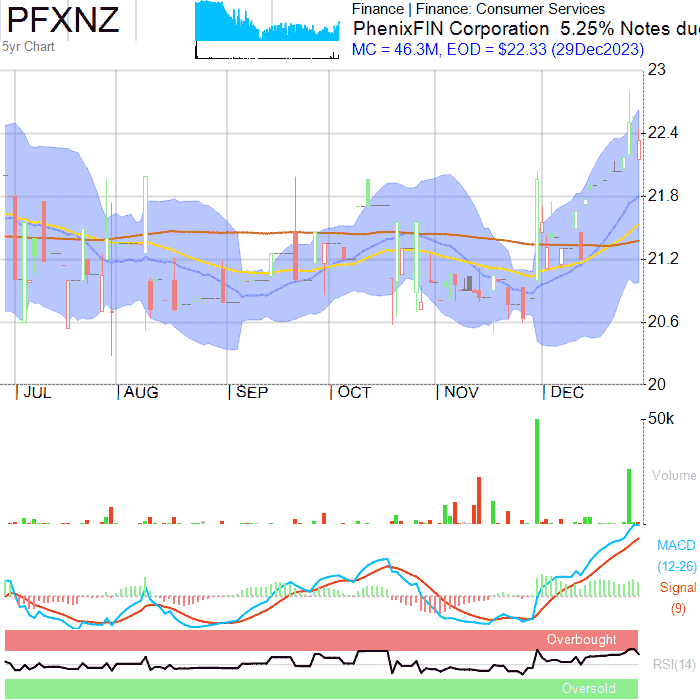 PFXNZ
5yr Chart
Finance | Finance: Consumer Services
PhenixFIN Corporation 5.25% Notes du
MC = 46.3M, EOD = $22.33 (29Dec2023)
23
22.4
21.8
21.2
20.6
20
JUL AUG SEP OCT NOV DEC
50k
Volume
MACD
(12-26)
Signal
(9)
Overbought
RSI(14)
Oversold